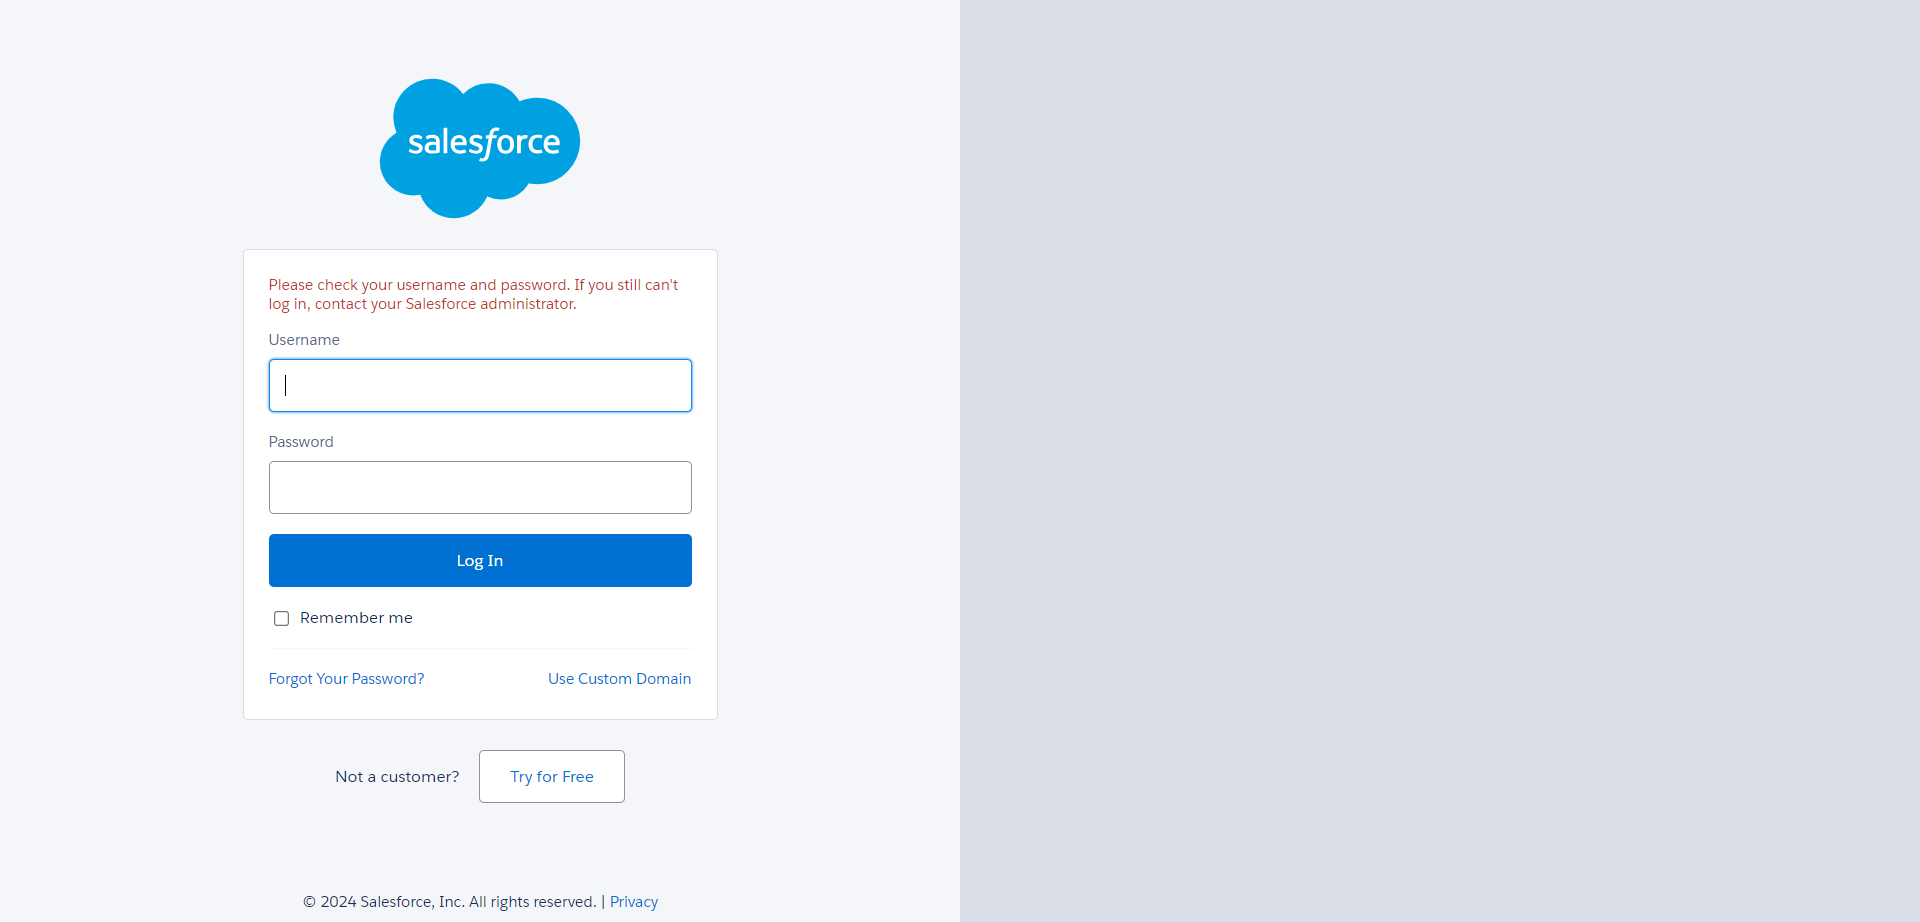 salesforce
Please check your username and password. If you still can't
log in, contact your Salesforce administrator.
Username
Password
Log In
Remember me
Forgot Your Password?
Use Custom Domain
Not a customer?
Try for Free
© 2024 Salesforce, Inc. All rights reserved. | Privacy